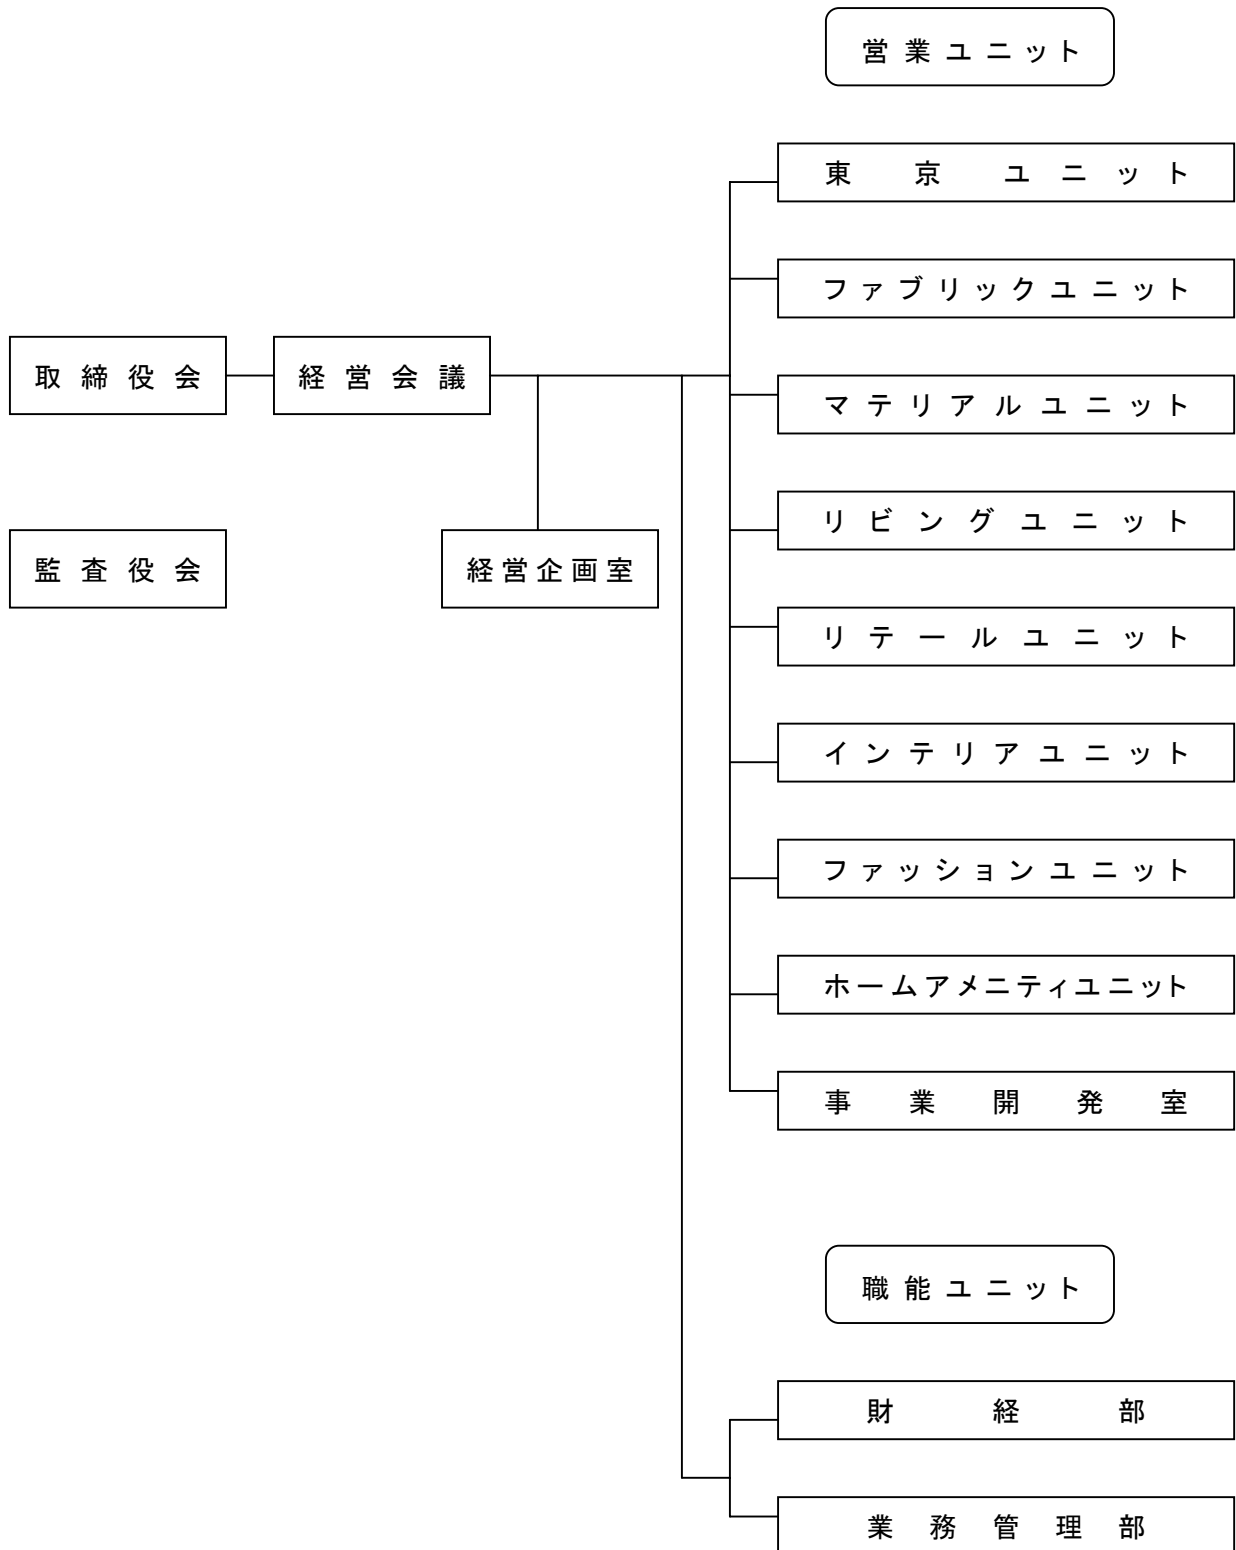 営業ユニット
東京ユニット
ファブリックユニット
取締役会
経営会議
マテリアルユニット
リビングユニット
監査役会
経営企画室
リテールユニット
インテリアユニット
ファッションユニット
ホームアメニティユニット
事業開発室
職能ユニット
財経部
業務管理部